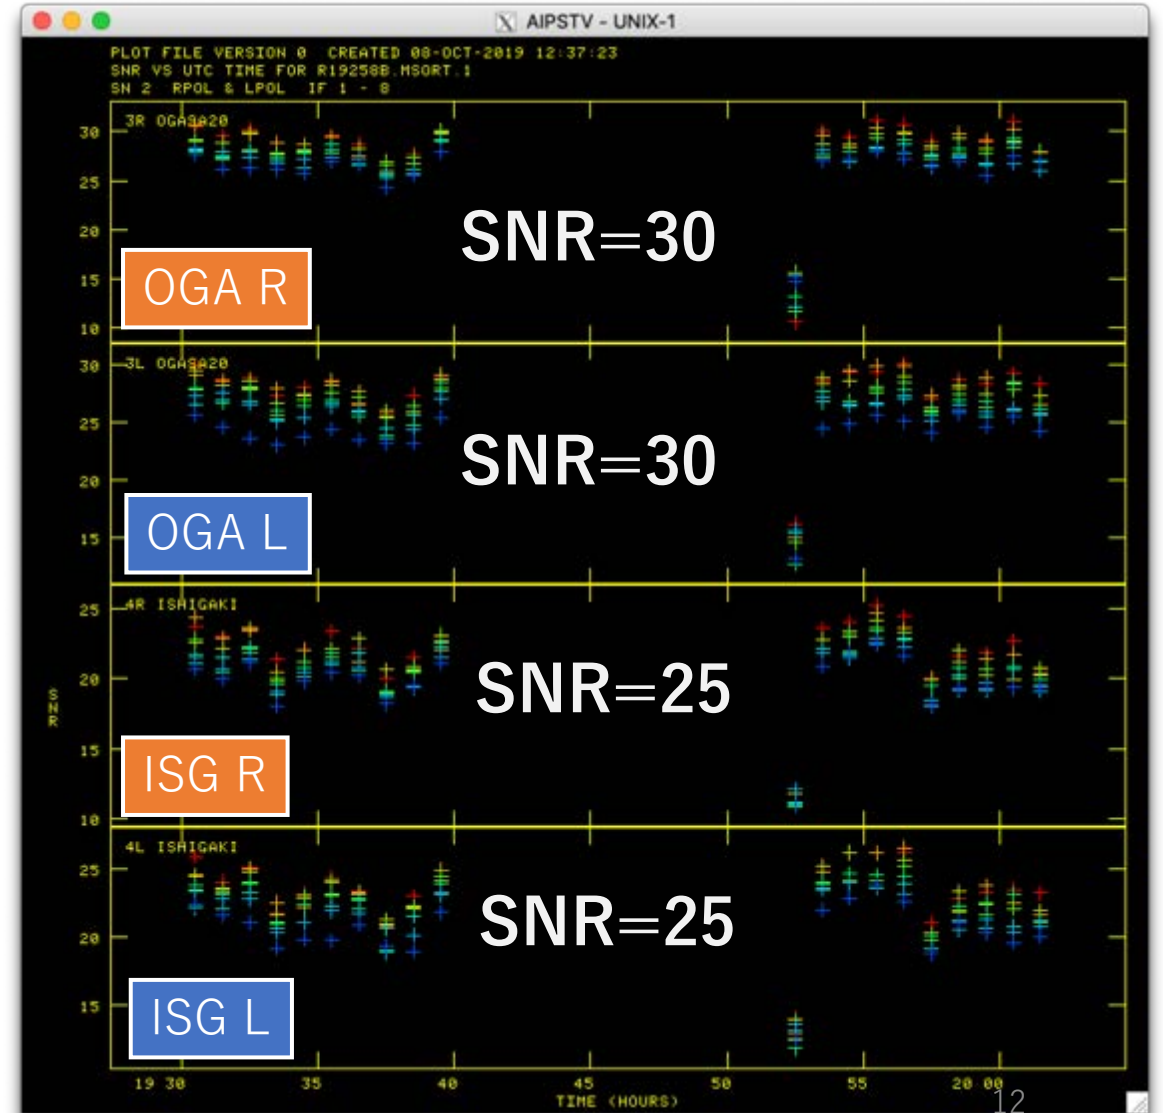 AIPSTV - UNIX-1
PLOT FILE VERSION 0 CREATED 08-OCT-2019 12:37:23
SNR VS UTC TIME FOR R19258B.MSORT.1
SN 2 RPOL & LPOL IF 1 - 8
3R OGASA20
30
25
20
15
10
SNR=30
OGA R
3L OGASA20
30
25
20
15
SNR=30
OGA L
4R ISHIGAKI
25
20
15
10
SNR
SNR=25
ISG R
4L ISHIGAKI
25
20
15
SNR=25
ISG L
19 30 35 40 45 50 55 20 00
TIME (HOURS)
12